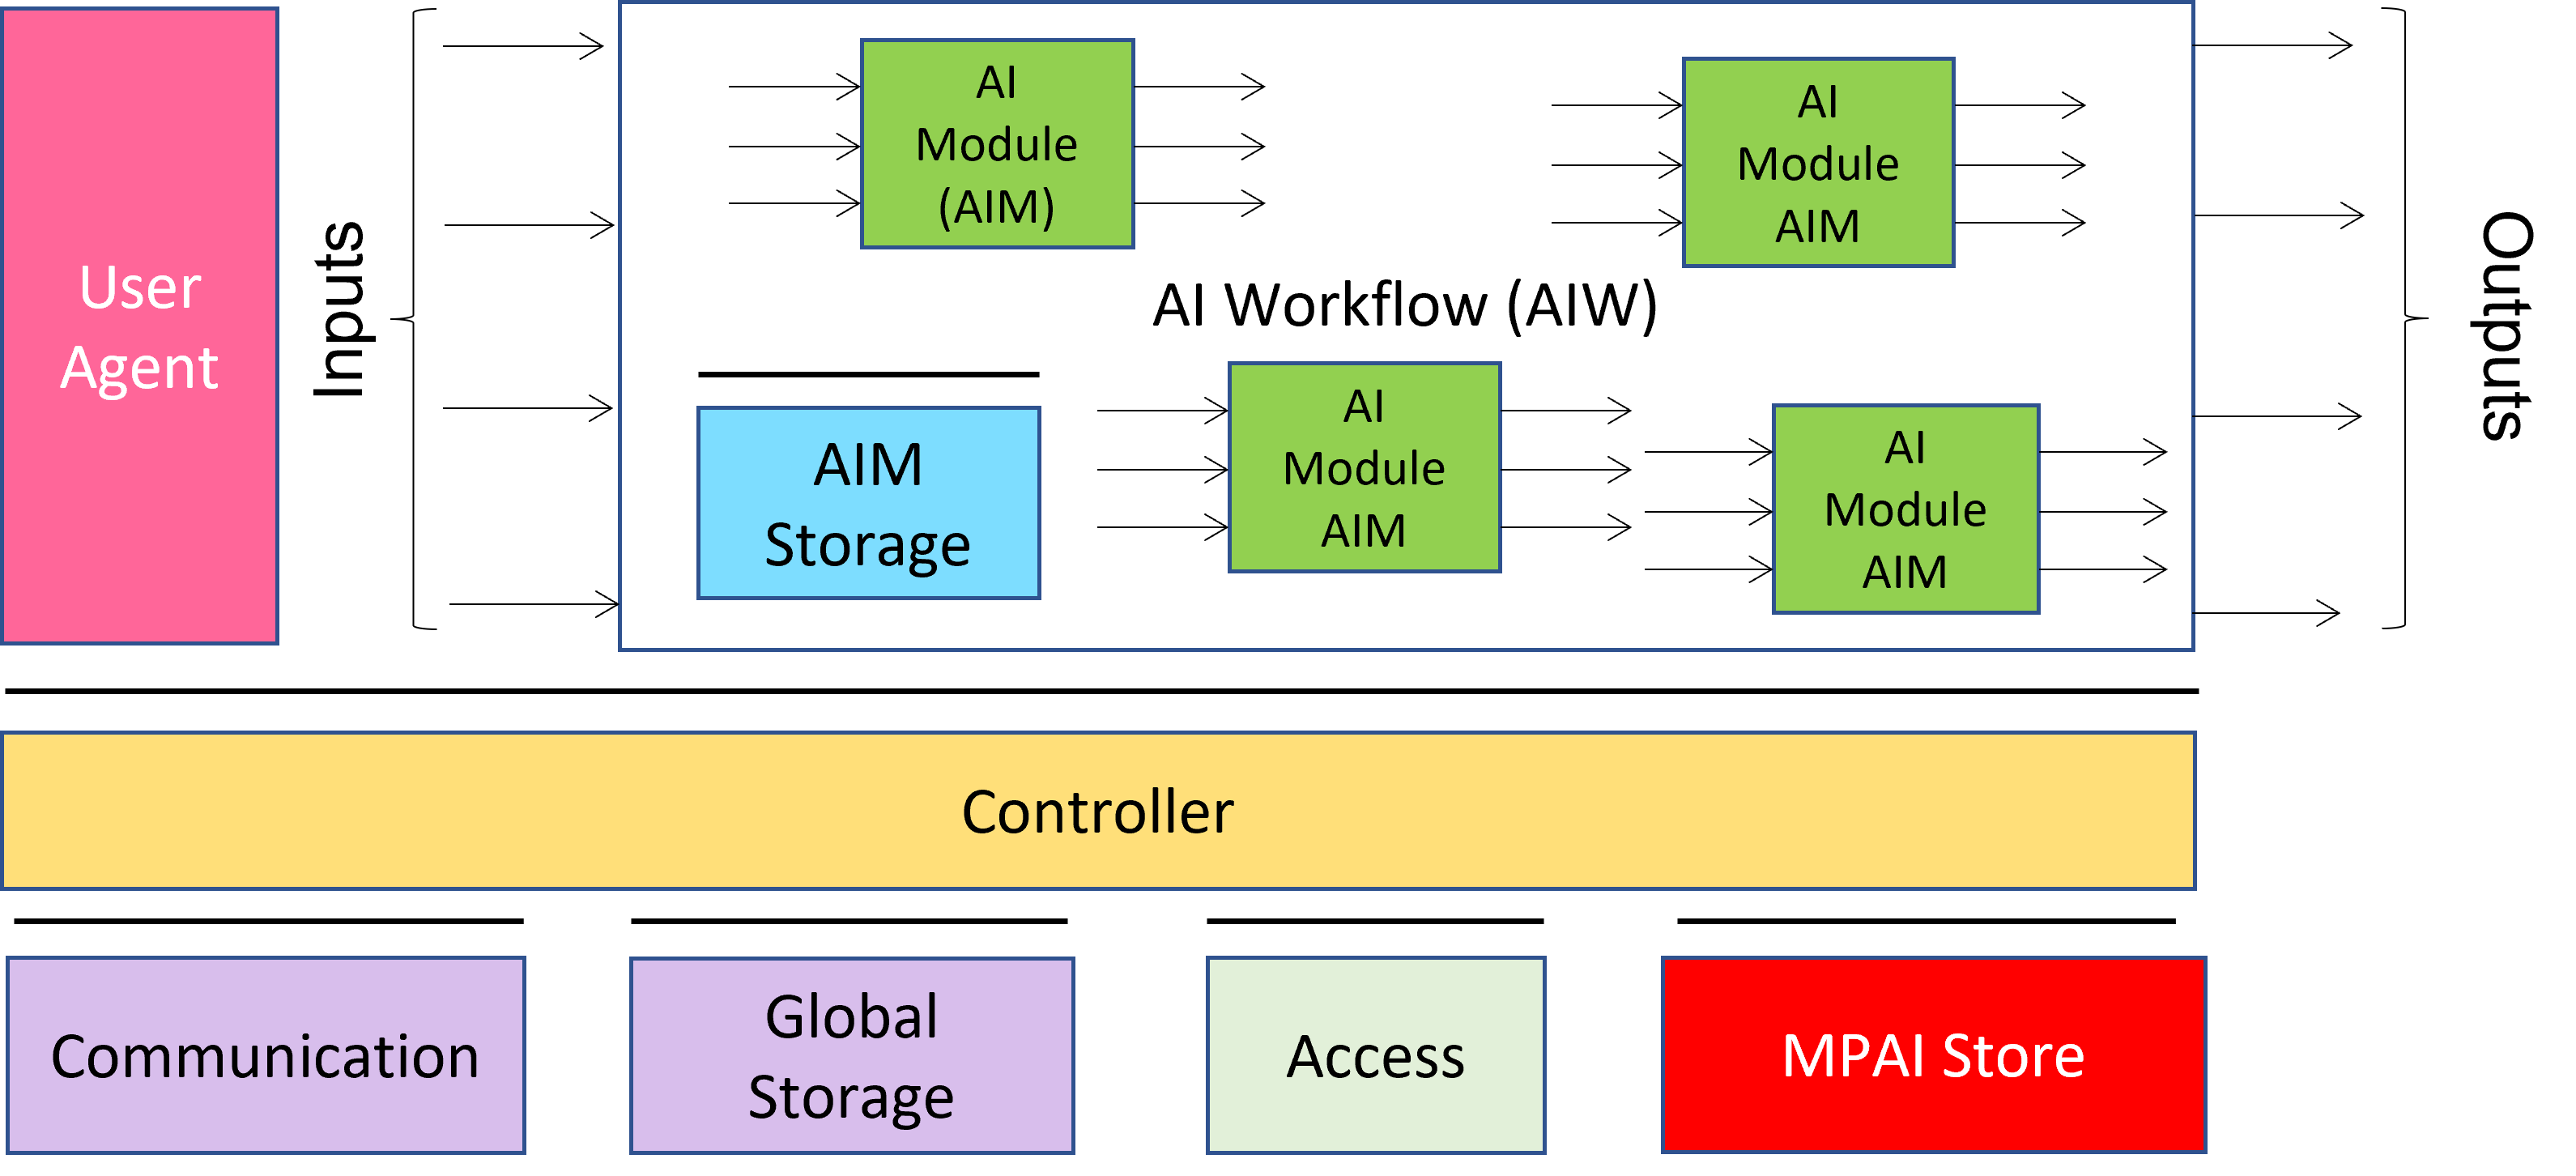 User
Agent
Inputs
AI
Module
(AIM)
AI
Module
AIM
AI Workflow (AIW)
AIM
Storage
AI
Module
AIM
AI
Module
AIM
Outputs
Controller
Communication
Global
Storage
Access
MPAI Store